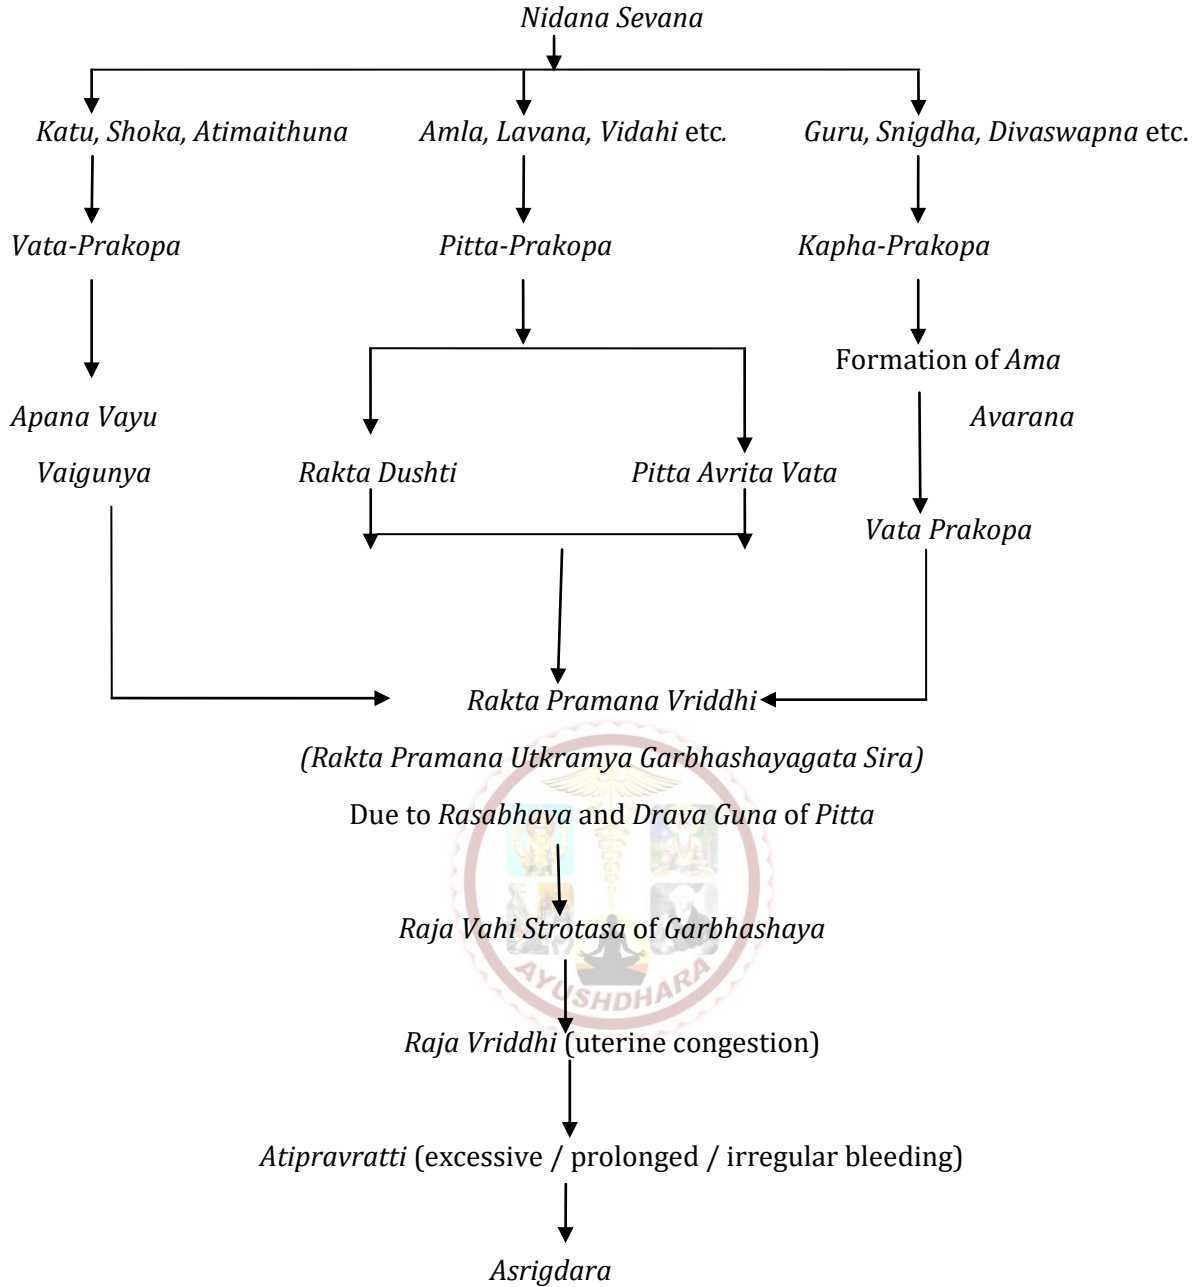 Nidana Sevana
Katu, Shoka, Atimaithuna
Amla, Lavana, Vidahi etc.
Guru, Snigdha, Divaswapna etc.
Vata-Prakopa
Pitta-Prakopa
Kapha-Prakopa
Formation of Ama
Apana Vayu
Avarana
Vaigunya
Rakta Dushti
Pitta Avrita Vata
Vata Prakopa
Rakta Pramana Vriddhi
(Rakta Pramana Utkramya Garbhashayagata Sira)
Due to Rasabhava and Drava Guna of Pitta
Raja Vahi Strotasa of Garbhashaya
AYUSHDHARA
Raja Vriddhi (uterine congestion)
Atipravratti (excessive / prolonged / irregular bleeding)
Asrigdara